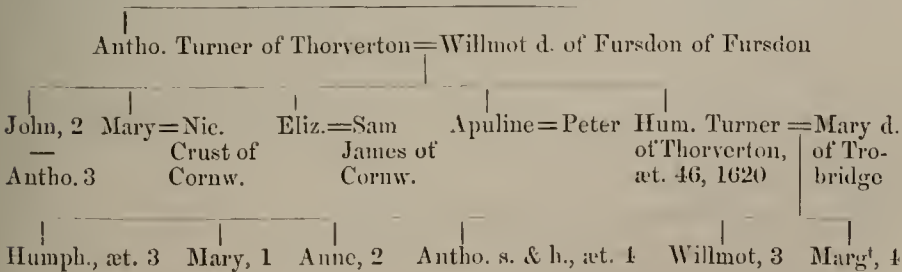 Antho. Turner of Thorverton=Willmot d. of Fursdon of Fursdon
John, 2 Mary=Nic. Eliz.=Sam Apuline=Peter Hum. Turner=Mary d.
— Crust of James of of Thorverton, of Tro-
Antho. 3 Cornw. Cornw. æt. 46, 1620 bridge
Humph., æt. 3 Mary, 1 Anne, 2 Antho. s. & h., æt. 4 Willmot, 3 Margt, 4